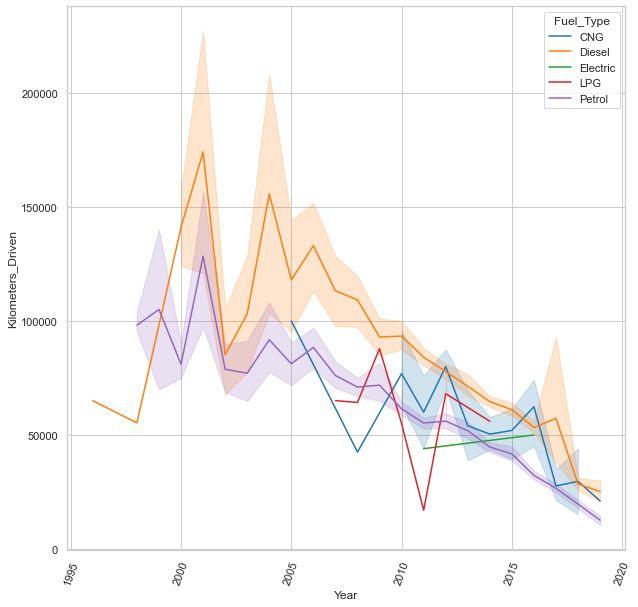 Fuel_Type
CNG
Diesel
Electric
LPG
Petrol
Kilometers_Driven
200000
150000
100000
50000
0
1995
2000
2005
2010
2015
2020
Year